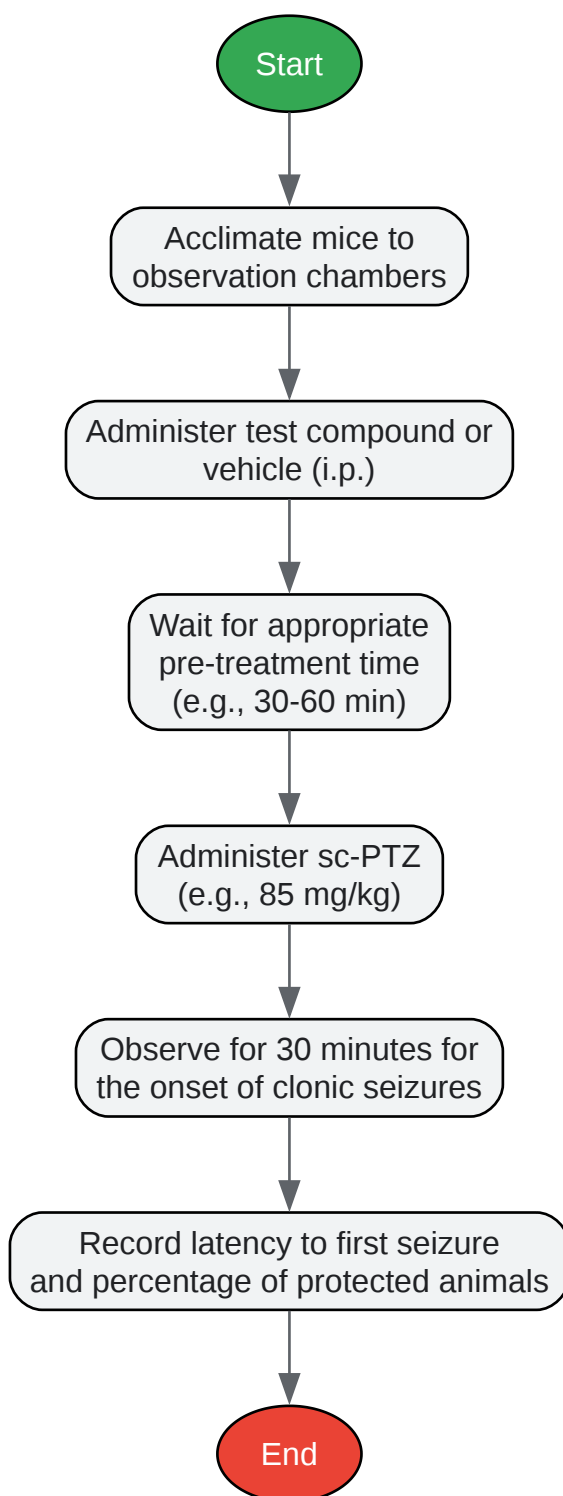 Start
Acclimate mice to
observation chambers
Administer test compound or
vehicle (i.p.)
Wait for appropriate
pre-treatment time
(e.g., 30-60 min)
Administer sc-PTZ
(e.g., 85 mg/kg)
Observe for 30 minutes for
the onset of clonic seizures
Record latency to first seizure
and percentage of protected animals
End